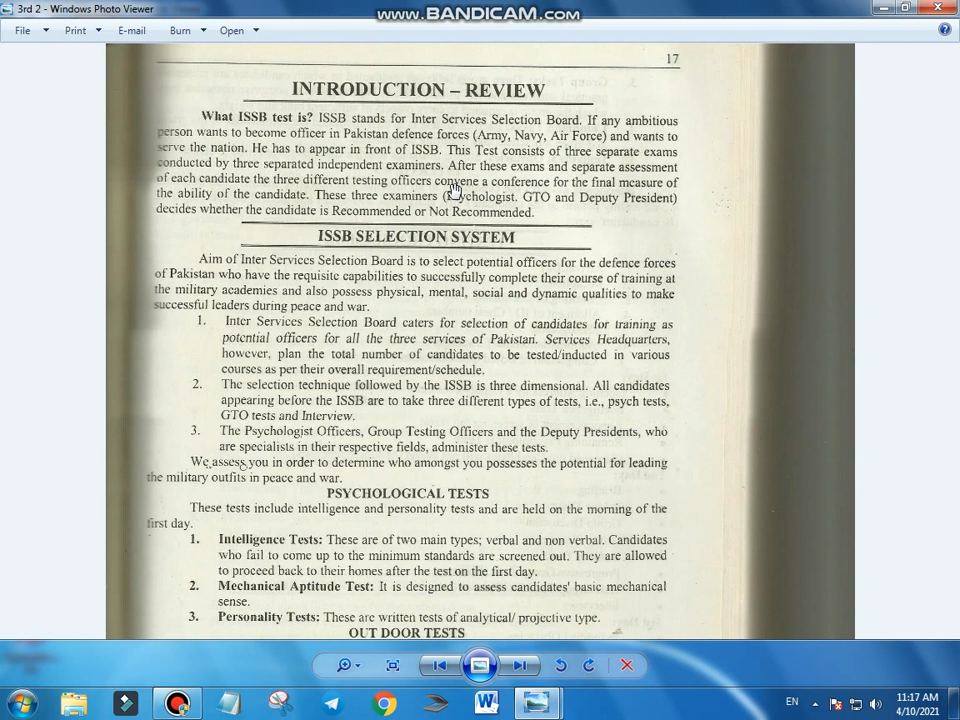 3rd 2 - Windows Photo Viewer
www.BANDICAM.com
File Print E-mail Burn Open
17
INTRODUCTION – REVIEW
What ISSB test is? ISSB stands for Inter Services Selection Board. If any ambitious
person wants to become officer in Pakistan defence forces (Army, Navy, Air Force) and wants to
serve the nation. He has to appear in front of ISSB. This Test consists of three separate exams
conducted by three separated independent examiners. After these exams and separate assessment
of each candidate the three different testing officers convene a conference for the final measure of
the ability of the candidate. These three examiners (Psychologist. GTO and Deputy President)
decides whether the candidate is Recommended or Not Recommended.
ISSB SELECTION SYSTEM
Aim of Inter Services Selection Board is to select potential officers for the defence forces
of Pakistan who have the requisite capabilities to successfully complete their course of training at
the military academies and also possess physical, mental, social and dynamic qualities to make
successful leaders during peace and war.
1. Inter Services Selection Board caters for selection of candidates for training as
potential officers for all the three services of Pakistan. Services Headquarters,
however, plan the total number of candidates to be tested/inducted in various
courses as per their overall requirement/schedule.
2. The selection technique followed by the ISSB is three dimensional. All candidates
appearing before the ISSB are to take three different types of tests, i.e., psych tests,
GTO tests and Interview.
3. The Psychologist Officers, Group Testing Officers and the Deputy Presidents, who
are specialists in their respective fields, administer these tests.
We assess you in order to determine who amongst you possesses the potential for leading
the military outfits in peace and war.
PSYCHOLOGICAL TESTS
These tests include intelligence and personality tests and are held on the morning of the
first day.
1. Intelligence Tests: These are of two main types; verbal and non verbal. Candidates
who fail to come up to the minimum standards are screened out. They are allowed
to proceed back to their homes after the test on the first day.
2. Mechanical Aptitude Test: It is designed to assess candidates' basic mechanical
sense.
3. Personality Tests: These are written tests of analytical/ projective type.
OUT DOOR TESTS
EN
11:17 AM
4/10/2021